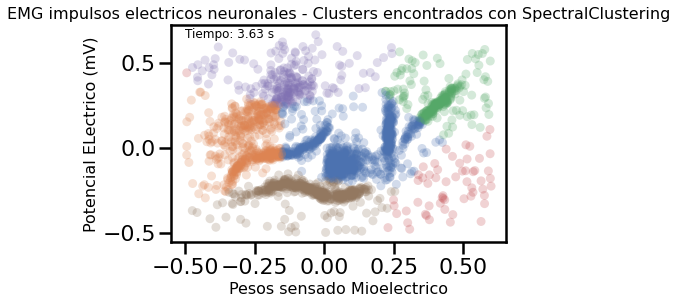 EMG impulsos electricos neuronales - Clusters encontrados con SpectralClustering
Tiempo: 3.63 s
Potencial ELectrico (mV)
0.5
0.0
−0.5
−0.50 −0.25 0.00 0.25 0.50
Pesos sensado Mioelectrico